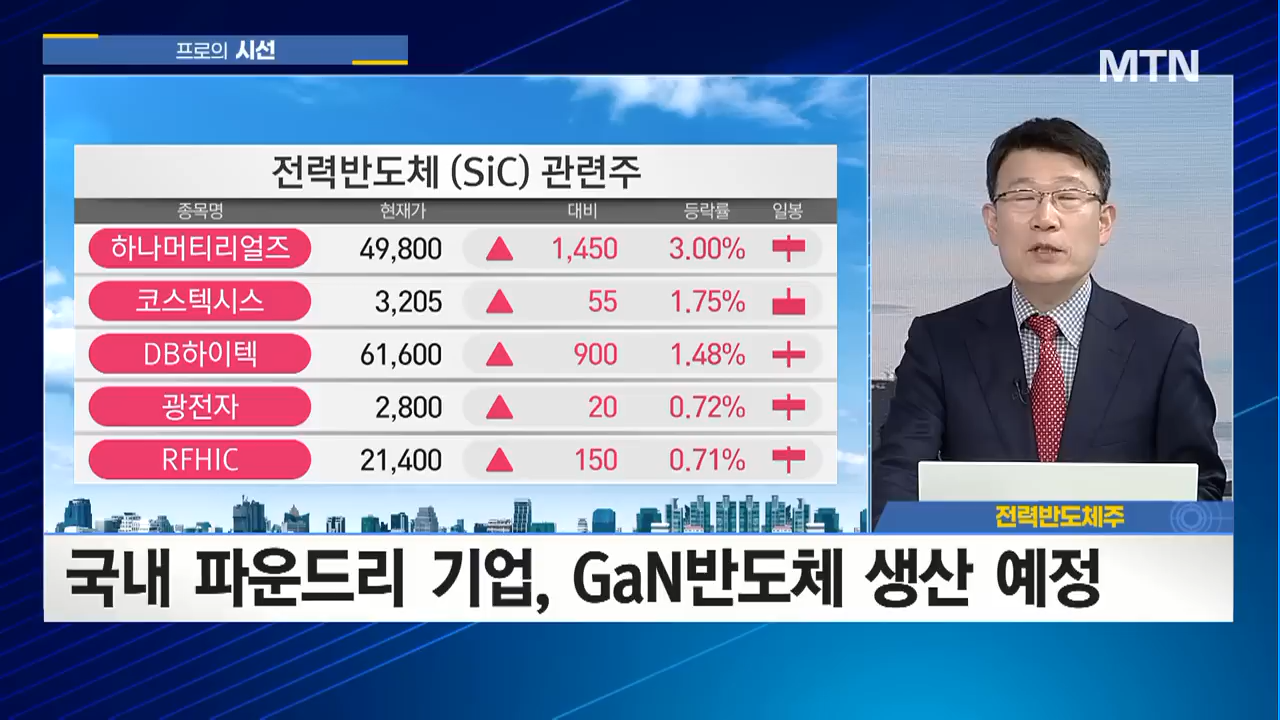 프로의 시선
MTN
전력반도체 (SiC) 관련주
종목명 현재가 대비 등락률 일봉
하나머티리얼즈 49,800 ▲ 1,450 3.00%
코스텍시스 3,205 ▲ 55 1.75%
DB하이텍 61,600 ▲ 900 1.48%
광전자 2,800 ▲ 20 0.72%
RFHIC 21,400 ▲ 150 0.71%
전력반도체주
국내 파운드리 기업, GaN반도체 생산 예정